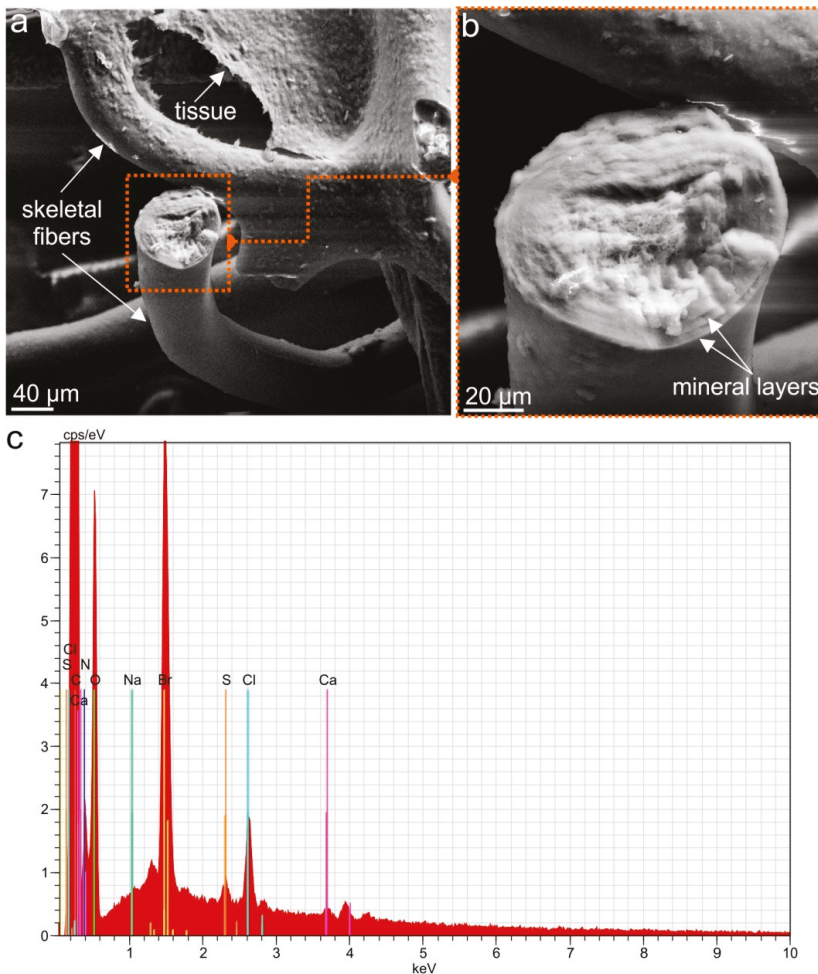 a
tissue
skeletal
fibers
40 µm
b
mineral layers
20 µm
c
cps/eV
7
6
5
4
3
2
1
0
Cl
S
N
C
Ca
O
Na
Br
S
Cl
Ca
1
2
3
4
5
6
7
8
9
10
keV